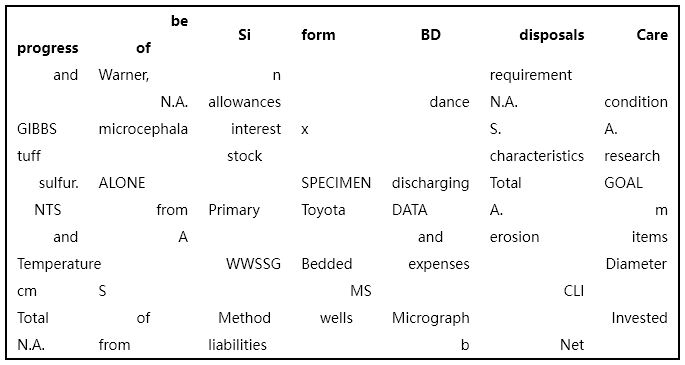 be
progress of Si form BD disposals Care
and Warner, n requirement
N.A. allowances dance N.A. condition
GIBBS microcephala interest x S. A.
tuff stock characteristics research
sulfur. ALONE SPECIMEN discharging Total GOAL
NTS from Primary Toyota DATA A. m
and A and erosion items
Temperature WWSSG Bedded expenses Diameter
cm S MS CLI
Total of Method wells Micrograph Invested
N.A. from liabilities b Net